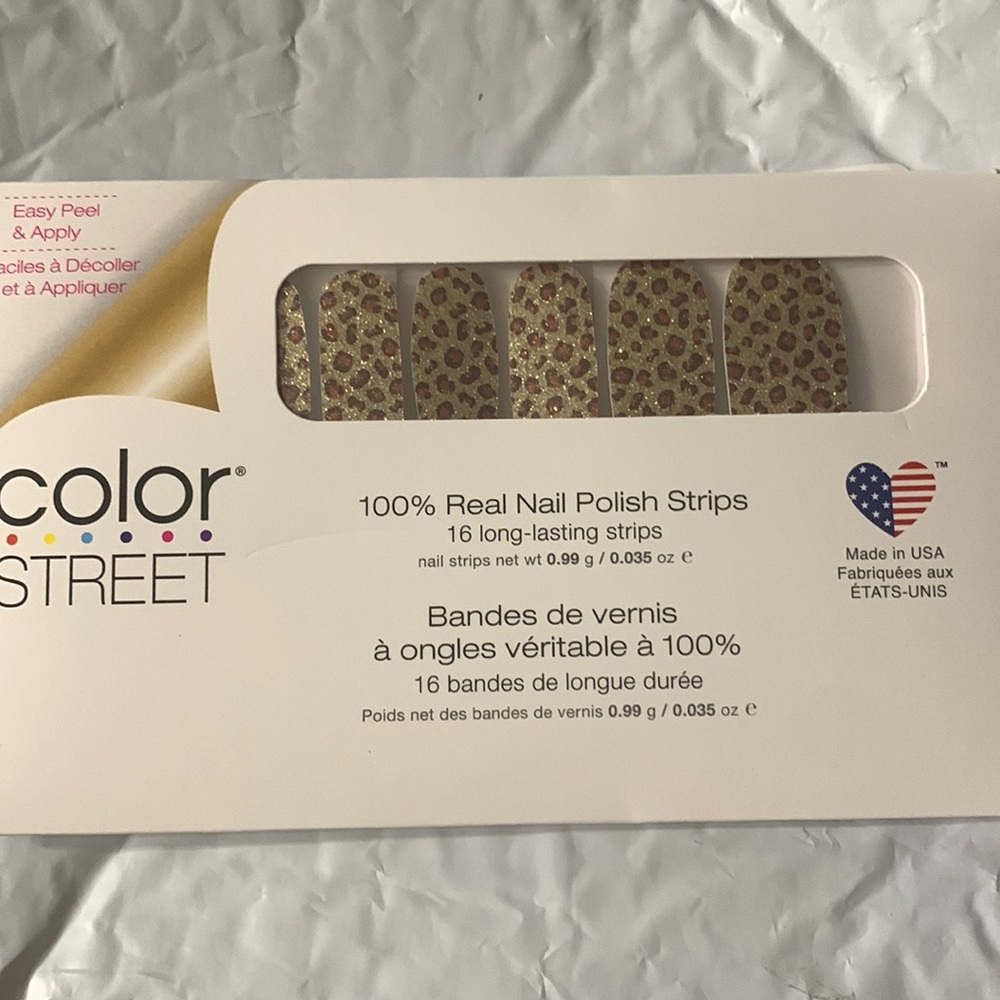 Easy Peel
& Apply
aciles à Décoller
et à Appliquer
color®
STREET
100% Real Nail Polish Strips
16 long-lasting strips
nail strips net wt 0.99 g / 0.035 oz ℮
Bandes de vernis
à ongles véritable à 100%
16 bandes de longue durée
Poids net des bandes de vernis 0.99 g / 0.035 oz ℮
™
Made in USA
Fabriquées aux
ÉTATS-UNIS